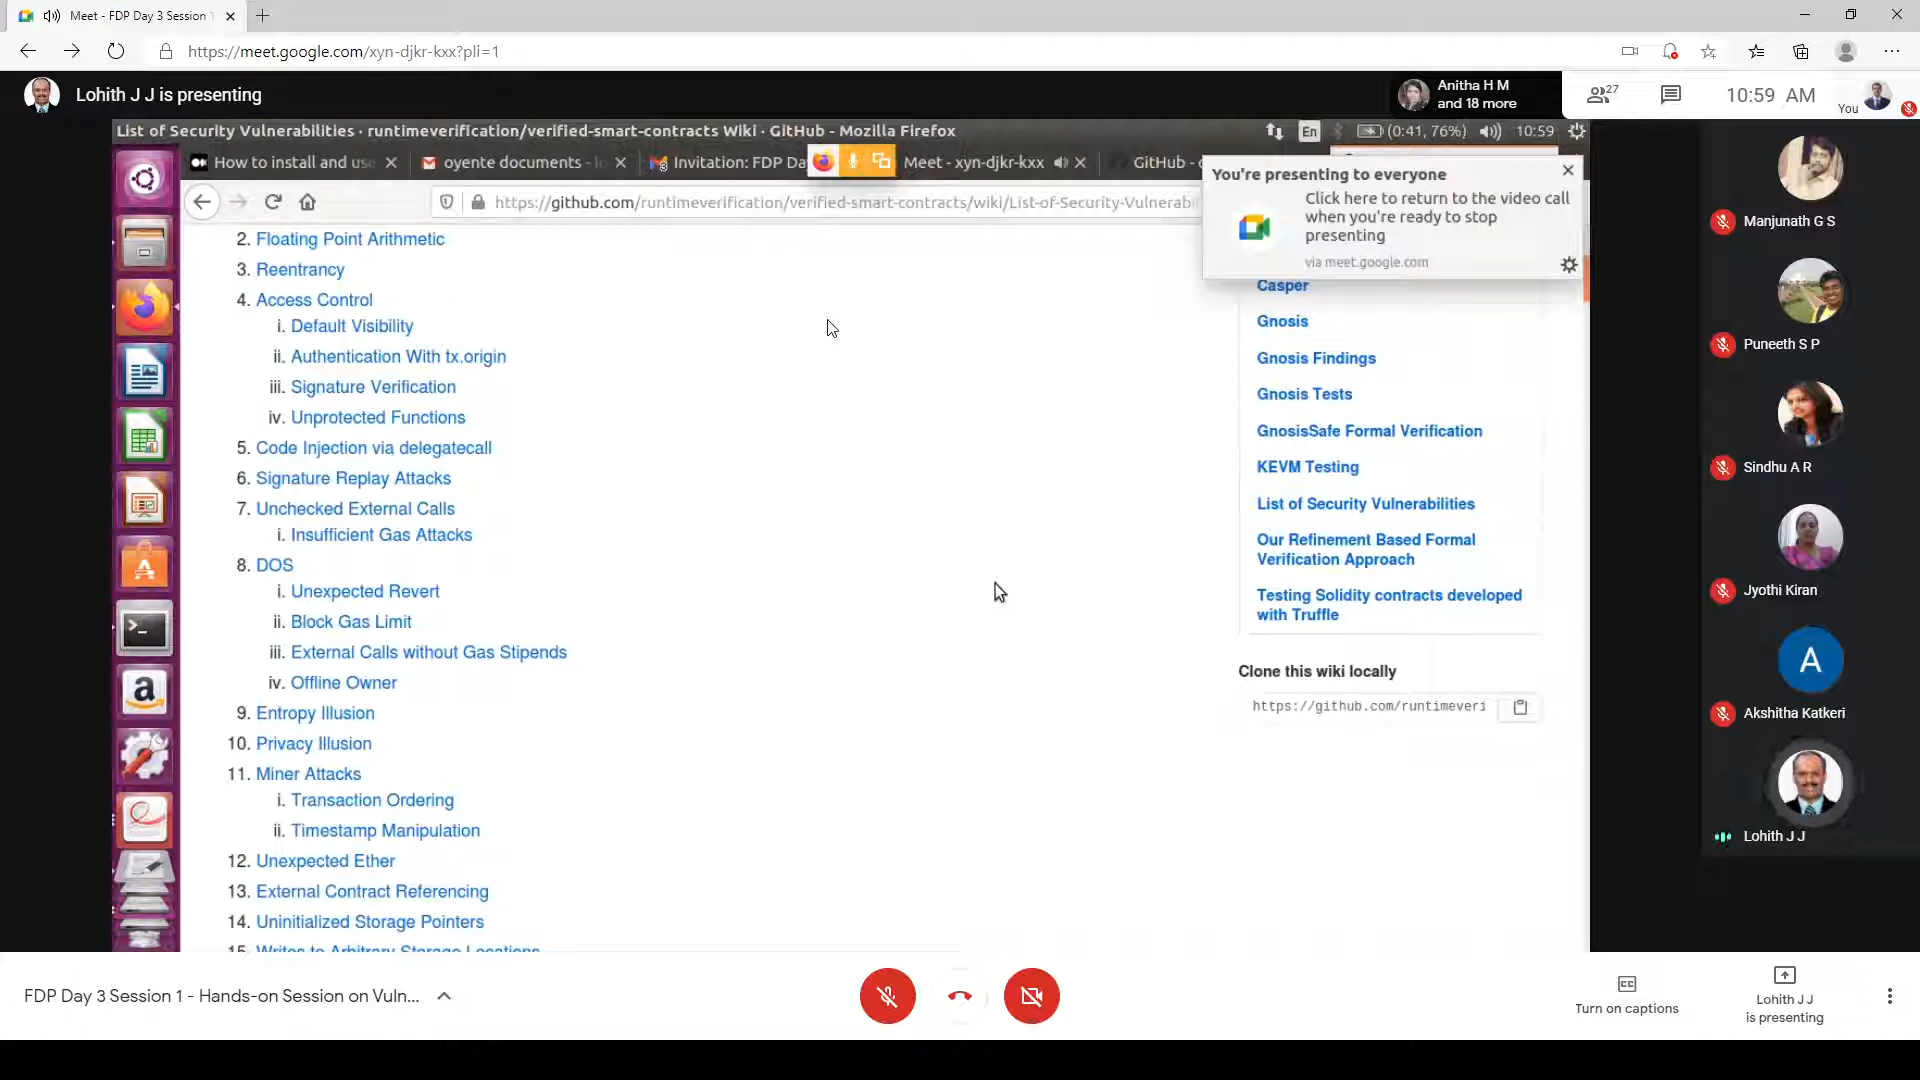 Meet - FDP Day 3 Session
https://meet.google.com/xyn-djkr-kxx?pli=1
Lohith J J is presenting
Anitha H M
and 18 more
27
10:59 AM
You
List of Security Vulnerabilities · runtimeverification/verified-smart-contracts Wiki · GitHub - Mozilla Firefox
En
(0:41, 76%)
10:59
How to install and use
oyente documents - lo
Invitation: FDP Da
Meet - xyn-djkr-kxx
GitHub -
https://github.com/runtimeverification/verified-smart-contracts/wiki/List-of-Security-Vulnerabili
You're presenting to everyone
Click here to return to the video call
when you're ready to stop
presenting
via meet.google.com
2. Floating Point Arithmetic
3. Reentrancy
4. Access Control
i. Default Visibility
ii. Authentication With tx.origin
iii. Signature Verification
iv. Unprotected Functions
5. Code Injection via delegatecall
6. Signature Replay Attacks
7. Unchecked External Calls
i. Insufficient Gas Attacks
8. DOS
i. Unexpected Revert
ii. Block Gas Limit
iii. External Calls without Gas Stipends
iv. Offline Owner
9. Entropy Illusion
10. Privacy Illusion
11. Miner Attacks
i. Transaction Ordering
ii. Timestamp Manipulation
12. Unexpected Ether
13. External Contract Referencing
14. Uninitialized Storage Pointers
15. Writes to Arbitrary Storage Locations
Casper
Gnosis
Gnosis Findings
Gnosis Tests
GnosisSafe Formal Verification
KEVM Testing
List of Security Vulnerabilities
Our Refinement Based Formal
Verification Approach
Testing Solidity contracts developed
with Truffle
Clone this wiki locally
https://github.com/runtimeveri
Manjunath G S
Puneeth S P
Sindhu A R
Jyothi Kiran
A
Akshitha Katkeri
Lohith J J
FDP Day 3 Session 1 - Hands-on Session on Vuln...
Turn on captions
Lohith J J
is presenting